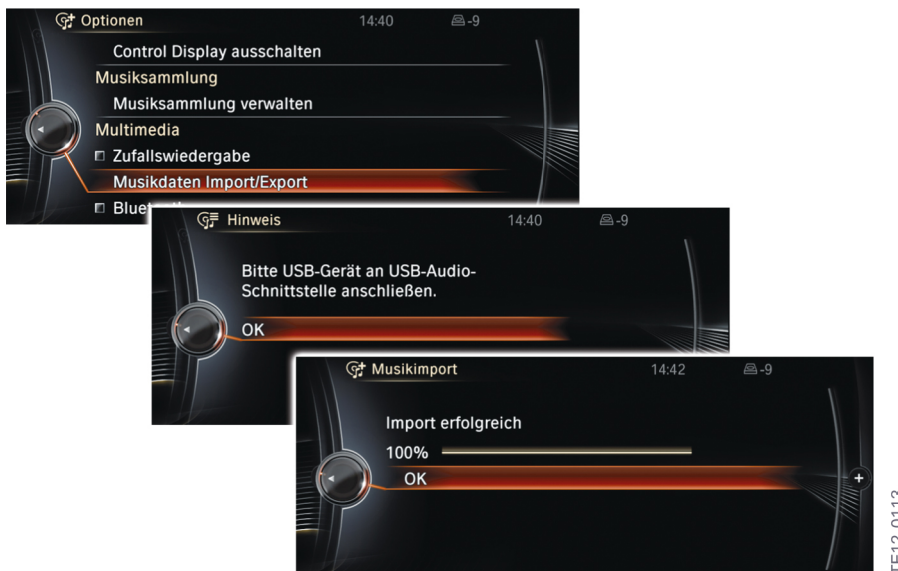 Optionen 14:40 -9
Control Display ausschalten
Musiksammlung
Musiksammlung verwalten
Multimedia
Zufallswiedergabe
Musikdaten Import/Export
Hinweis 14:40 -9
Bitte USB-Gerät an USB-Audio-
Schnittstelle anschließen.
OK
Musikimport 14:42 -9
Import erfolgreich
100%
OK
+